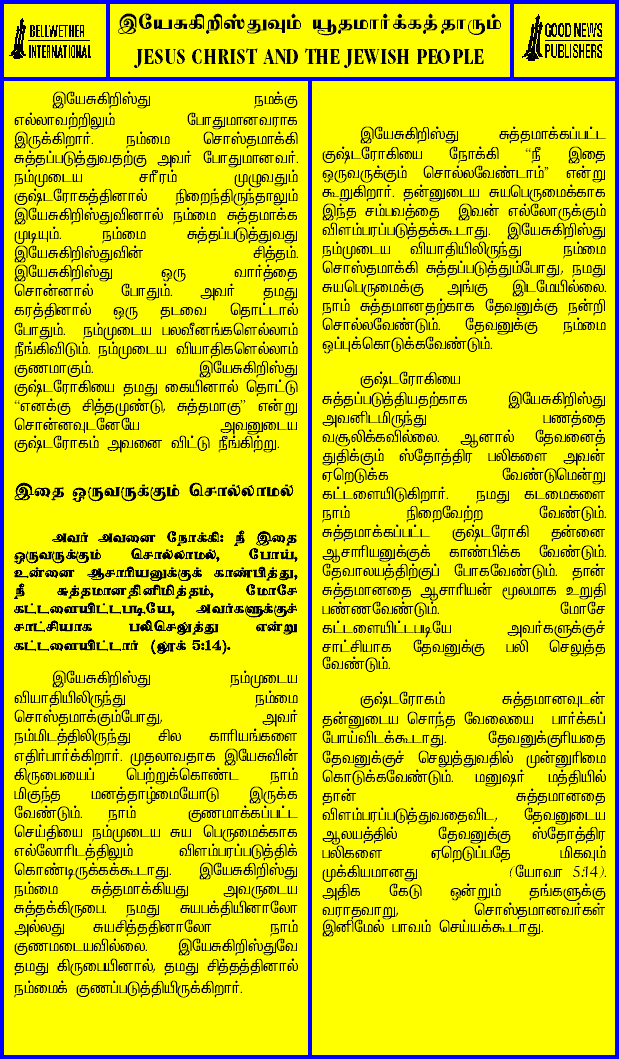 BELLWETHER
INTERNATIONAL
இயேசுகிறிஸ்துவும் யூதமார்க்கத்தாரும்
JESUS CHRIST AND THE JEWISH PEOPLE
GOOD NEWS
PUBLISHERS
இயேசுகிறிஸ்து நமக்கு
எல்லாவற்றிலும் போதுமானவராக
இருக்கிறார். நம்மை சொஸ்தமாக்கி
சுத்தப்படுத்துவதற்கு அவர் போதுமானவர்.
நம்முடைய சரீரம் முழுவதும்
குஷ்டரோகத்தினால் நிறைந்திருந்தாலும்
இயேசுகிறிஸ்துவினால் நம்மை சுத்தமாக்க
முடியும். நம்மை சுத்தப்படுத்துவது
இயேசுகிறிஸ்துவின் சித்தம்.
இயேசுகிறிஸ்து ஒரு வார்த்தை
சொன்னால் போதும். அவர் தமது
கரத்தினால் ஒரு தடவை தொட்டால்
போதும். நம்முடைய பலவீனங்களெல்லாம்
நீங்கிவிடும். நம்முடைய வியாதிகளெல்லாம்
குணமாகும். இயேசுகிறிஸ்து
குஷ்டரோகியை தமது கையினால் தொட்டு
“எனக்கு சித்தமுண்டு, சுத்தமாகு” என்று
சொன்னவுடனேயே அவனுடைய
குஷ்டரோகம் அவனை விட்டு நீங்கிற்று.
இதை ஒருவருக்கும் சொல்லாமல்
அவர் அவனை நோக்கி: நீ இதை
ஒருவருக்கும் சொல்லாமல், போய்,
உன்னை ஆசாரியனுக்குக் காண்பித்து,
நீ சுத்தமானதினிமித்தம், மோசே
கட்டளையிட்டபடியே, அவர்களுக்குச்
சாட்சியாக பலிசெலுத்து என்று
கட்டளையிட்டார் (லூக் 5:14).
இயேசுகிறிஸ்து நம்முடைய
வியாதியிலிருந்து நம்மை
சொஸ்தமாக்கும்போது, அவர்
நம்மிடத்திலிருந்து சில காரியங்களை
எதிர்பார்க்கிறார். முதலாவதாக இயேசுவின்
கிருபையைப் பெற்றுக்கொண்ட நாம்
மிகுந்த மனத்தாழ்மையோடு இருக்க
வேண்டும். நாம் குணமாக்கப்பட்ட
செய்தியை நம்முடைய சுய பெருமைக்காக
எல்லோரிடத்திலும் விளம்பரப்படுத்திக்
கொண்டிருக்கக்கூடாது. இயேசுகிறிஸ்து
நம்மை சுத்தமாக்கியது அவருடைய
சுத்தக்கிருபை. நமது சுயபக்தியினாலோ
அல்லது சுயசித்ததினாலோ நாம்
குணமடையவில்லை. இயேசுகிறிஸ்துவே
தமது கிருபையினால், தமது சித்தத்தினால்
நம்மைக் குணப்படுத்தியிருக்கிறார்.
இயேசுகிறிஸ்து சுத்தமாக்கப்பட்ட
குஷ்டரோகியை நோக்கி “நீ இதை
ஒருவருக்கும் சொல்லவேண்டாம்” என்று
கூறுகிறார். தன்னுடைய சுயபெருமைக்காக
இந்த சம்பவத்தை இவன் எல்லோருக்கும்
விளம்பரப்படுத்தக்கூடாது. இயேசுகிறிஸ்து
நம்முடைய வியாதியிலிருந்து நம்மை
சொஸ்தமாக்கி சுத்தப்படுத்தும்போது, நமது
சுயபெருமைக்கு அங்கு இடமேயில்லை.
நாம் சுத்தமானதற்காக தேவனுக்கு நன்றி
சொல்லவேண்டும். தேவனுக்கு நம்மை
ஒப்புக்கொடுக்கவேண்டும்.
குஷ்டரோகியை
சுத்தப்படுத்தியதற்காக இயேசுகிறிஸ்து
அவனிடமிருந்து பணத்தை
வசூலிக்கவில்லை. ஆனால் தேவனைத்
துதிக்கும் ஸ்தோத்திர பலிகளை அவன்
ஏறெடுக்க வேண்டுமென்று
கட்டளையிடுகிறார். நமது கடமைகளை
நாம் நிறைவேற்ற வேண்டும்.
சுத்தமாக்கப்பட்ட குஷ்டரோகி தன்னை
ஆசாரியனுக்குக் காண்பிக்க வேண்டும்.
தேவாலயத்திற்குப் போகவேண்டும். தான்
சுத்தமானதை ஆசாரியன் மூலமாக உறுதி
பண்ணவேண்டும். மோசே
கட்டளையிட்டபடியே அவர்களுக்குச்
சாட்சியாக தேவனுக்கு பலி செலுத்த
வேண்டும்.
குஷ்டரோகம் சுத்தமானவுடன்
தன்னுடைய சொந்த வேலையை பார்க்கப்
போய்விடக்கூடாது. தேவனுக்குரியதை
தேவனுக்குச் செலுத்துவதில் முன்னுரிமை
கொடுக்கவேண்டும். மனுஷர் மத்தியில்
தான் சுத்தமானதை
விளம்பரப்படுத்துவதைவிட, தேவனுடைய
ஆலயத்தில் தேவனுக்கு ஸ்தோத்திர
பலிகளை ஏறெடுப்பதே மிகவும்
முக்கியமானது (யோவா 5:14).
அதிக கேடு ஒன்றும் தங்களுக்கு
வராதவாறு, சொஸ்தமானவர்கள்
இனிமேல் பாவம் செய்யக்கூடாது.